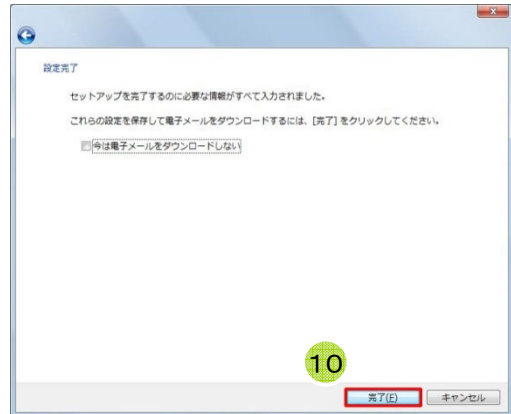 設定完了
セットアップを完了するのに必要な情報がすべて入力されました。
これらの設定を保存して電子メールをダウンロードするには、[完了] をクリックしてください。
今は電子メールをダウンロードしない
10
完了(F) キャンセル